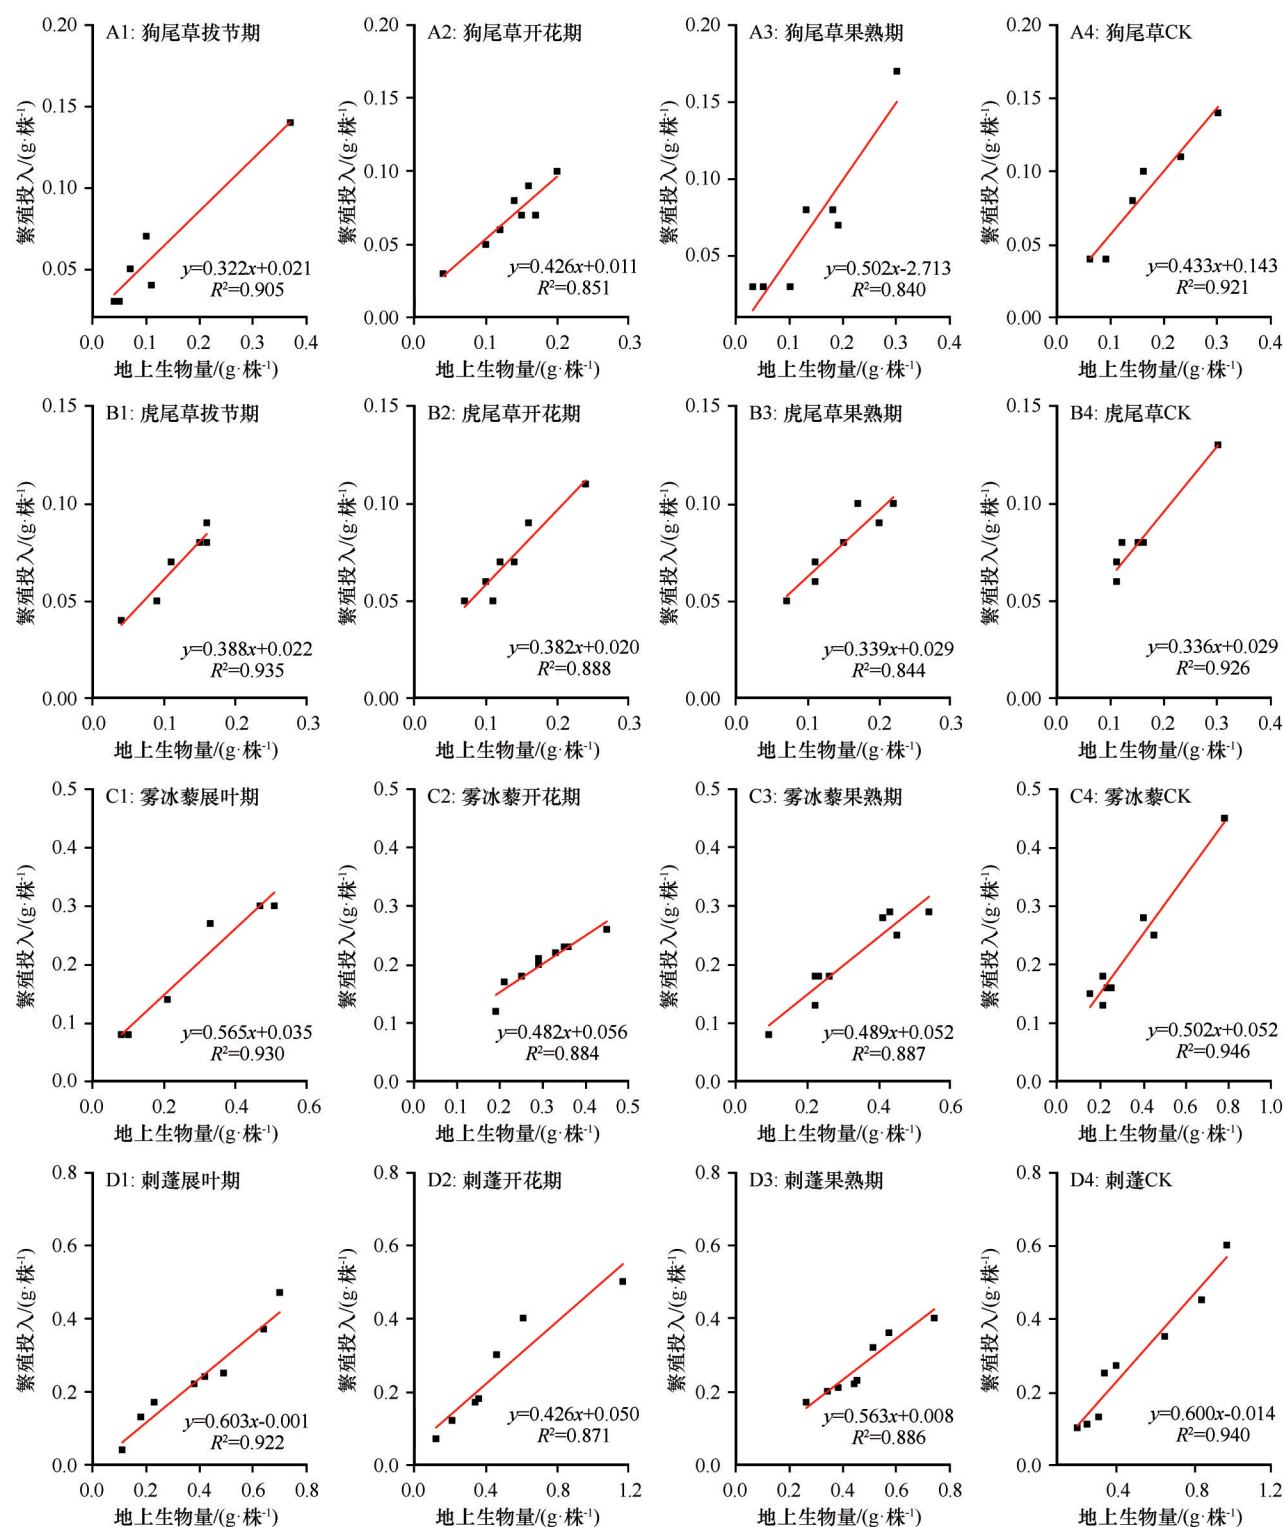 A1: 狗尾草拔节期
0.20
0.15
0.10
0.05
繁殖投入/(g·株⁻¹)
y=0.322x+0.021
R²=0.905
0.0 0.1 0.2 0.3 0.4
地上生物量/(g·株⁻¹)
A2: 狗尾草开花期
0.20
0.15
0.10
0.05
0.00
繁殖投入/(g·株⁻¹)
y=0.426x+0.011
R²=0.851
0.0 0.1 0.2 0.3
地上生物量/(g·株⁻¹)
A3: 狗尾草果熟期
0.20
0.15
0.10
0.05
繁殖投入/(g·株⁻¹)
y=0.502x-2.713
R²=0.840
0.0 0.1 0.2 0.3 0.4
地上生物量/(g·株⁻¹)
A4: 狗尾草CK
0.20
0.15
0.10
0.05
0.00
繁殖投入/(g·株⁻¹)
y=0.433x+0.143
R²=0.921
0.0 0.1 0.2 0.3 0.4
地上生物量/(g·株⁻¹)
B1: 虎尾草拔节期
0.15
0.10
0.05
0.00
繁殖投入/(g·株⁻¹)
y=0.388x+0.022
R²=0.935
0.0 0.1 0.2 0.3
地上生物量/(g·株⁻¹)
B2: 虎尾草开花期
0.15
0.10
0.05
0.00
繁殖投入/(g·株⁻¹)
y=0.382x+0.020
R²=0.888
0.0 0.1 0.2 0.3
地上生物量/(g·株⁻¹)
B3: 虎尾草果熟期
0.15
0.10
0.05
0.00
繁殖投入/(g·株⁻¹)
y=0.339x+0.029
R²=0.844
0.0 0.1 0.2 0.3
地上生物量/(g·株⁻¹)
B4: 虎尾草CK
0.15
0.10
0.05
0.00
繁殖投入/(g·株⁻¹)
y=0.336x+0.029
R²=0.926
0.0 0.1 0.2 0.3 0.4
地上生物量/(g·株⁻¹)
C1: 雾冰藜展叶期
0.5
0.4
0.3
0.2
0.1
0.0
繁殖投入/(g·株⁻¹)
y=0.565x+0.035
R²=0.930
0.0 0.2 0.4 0.6
地上生物量/(g·株⁻¹)
C2: 雾冰藜开花期
0.5
0.4
0.3
0.2
0.1
0.0
繁殖投入/(g·株⁻¹)
y=0.482x+0.056
R²=0.884
0.0 0.1 0.2 0.3 0.4 0.5
地上生物量/(g·株⁻¹)
C3: 雾冰藜果熟期
0.5
0.4
0.3
0.2
0.1
0.0
繁殖投入/(g·株⁻¹)
y=0.489x+0.052
R²=0.887
0.0 0.2 0.4 0.6
地上生物量/(g·株⁻¹)
C4: 雾冰藜CK
0.5
0.4
0.3
0.2
0.1
0.0
繁殖投入/(g·株⁻¹)
y=0.502x+0.052
R²=0.946
0.0 0.2 0.4 0.6 0.8 1.0
地上生物量/(g·株⁻¹)
D1: 刺蓬展叶期
0.8
0.6
0.4
0.2
0.0
繁殖投入/(g·株⁻¹)
y=0.603x-0.001
R²=0.922
0.0 0.2 0.4 0.6 0.8
地上生物量/(g·株⁻¹)
D2: 刺蓬开花期
0.8
0.6
0.4
0.2
0.0
繁殖投入/(g·株⁻¹)
y=0.426x+0.050
R²=0.871
0.0 0.4 0.8 1.2
地上生物量/(g·株⁻¹)
D3: 刺蓬果熟期
0.8
0.6
0.4
0.2
0.0
繁殖投入/(g·株⁻¹)
y=0.563x+0.008
R²=0.886
0.0 0.2 0.4 0.6 0.8
地上生物量/(g·株⁻¹)
D4: 刺蓬CK
0.8
0.6
0.4
0.2
0.0
繁殖投入/(g·株⁻¹)
y=0.600x-0.014
R²=0.940
0.4 0.8 1.2
地上生物量/(g·株⁻¹)